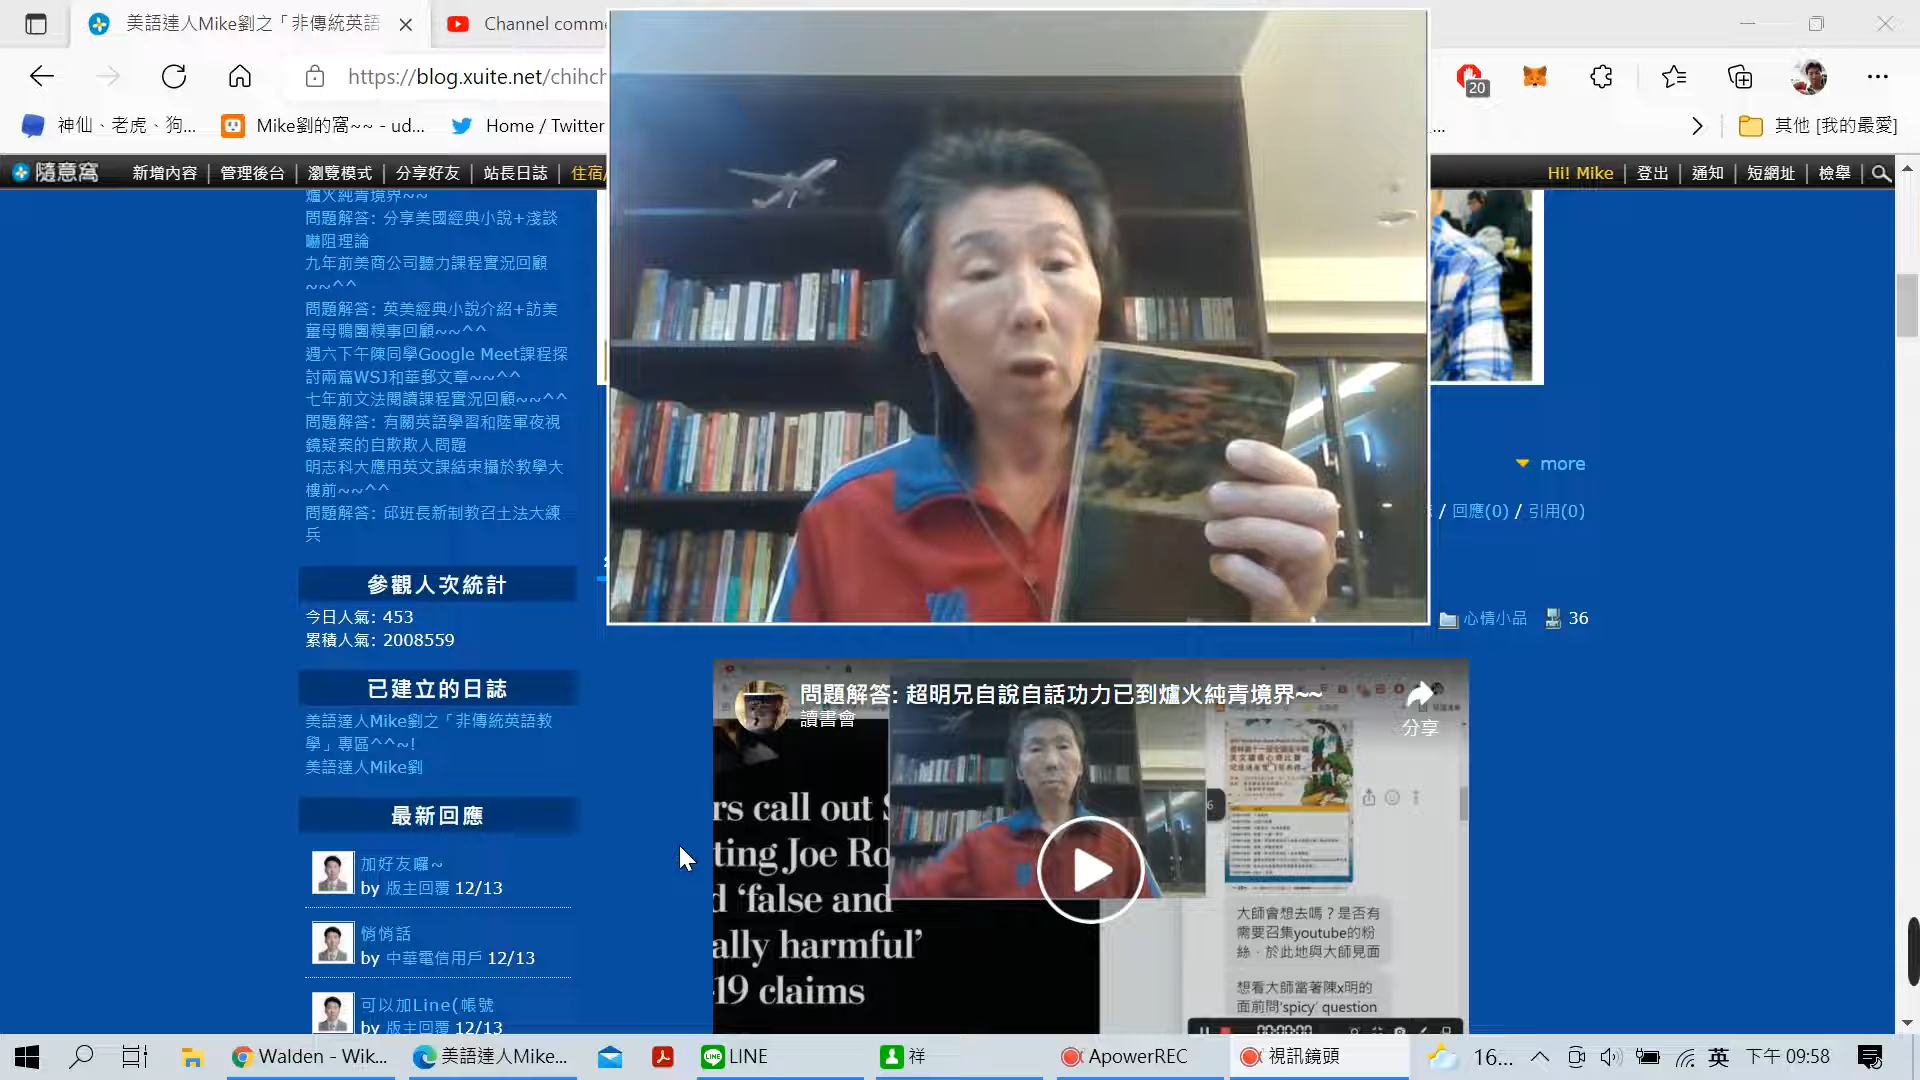 美語達人Mike劉之「非傳統英語
Channel comme
https://blog.xuite.net/chihch
20
神仙、老虎、狗...
Mike劉的窩~~ - ud...
Home / Twitter
...
其他 [我的最愛]
隨意窩
新增內容
管理後台
瀏覽模式
分享好友
站長日誌
住宿/
Hi! Mike
登出
通知
短網址
檢舉
爐火純青境界~~
問題解答: 分享美國經典小說+淺談
嚇阻理論
九年前美商公司聽力課程實況回顧
~~^^
問題解答: 英美經典小說介紹+訪美
薑母鴨團糗事回顧~~^^
週六下午陳同學Google Meet課程探
討兩篇WSJ和華郵文章~~^^
七年前文法閱讀課程實況回顧~~^^
問題解答: 有關英語學習和陸軍夜視
鏡疑案的自欺欺人問題
明志科大應用英文課結束攝於教學大
樓前~~^^
問題解答: 邱班長新制教召土法大練
兵
參觀人次統計
今日人氣: 453
累積人氣: 2008559
已建立的日誌
美語達人Mike劉之「非傳統英語教
學」專區^^~!
美語達人Mike劉
最新回應
加好友囉~
by 版主回覆 12/13
悄悄話
by 中華電信用戶 12/13
可以加Line(帳號
by 版主回覆 12/13
more
/ 回應(0) / 引用(0)
心情小品
36
問題解答: 超明兄自說自話功力已到爐火純青境界~~
讀書會
分享
rs call out S
ting Joe Ro
d ‘false and
ally harmful’
19 claims
大師會想去嗎？是否有
需要召集youtube的粉
絲，於此地與大師見面
想看大師當著陳x明的
面前問‘spicy’ question
00:00:00
Walden - Wik...
美語達人Mike...
LINE
祥
ApowerREC
視訊鏡頭
16...
英
下午 09:58